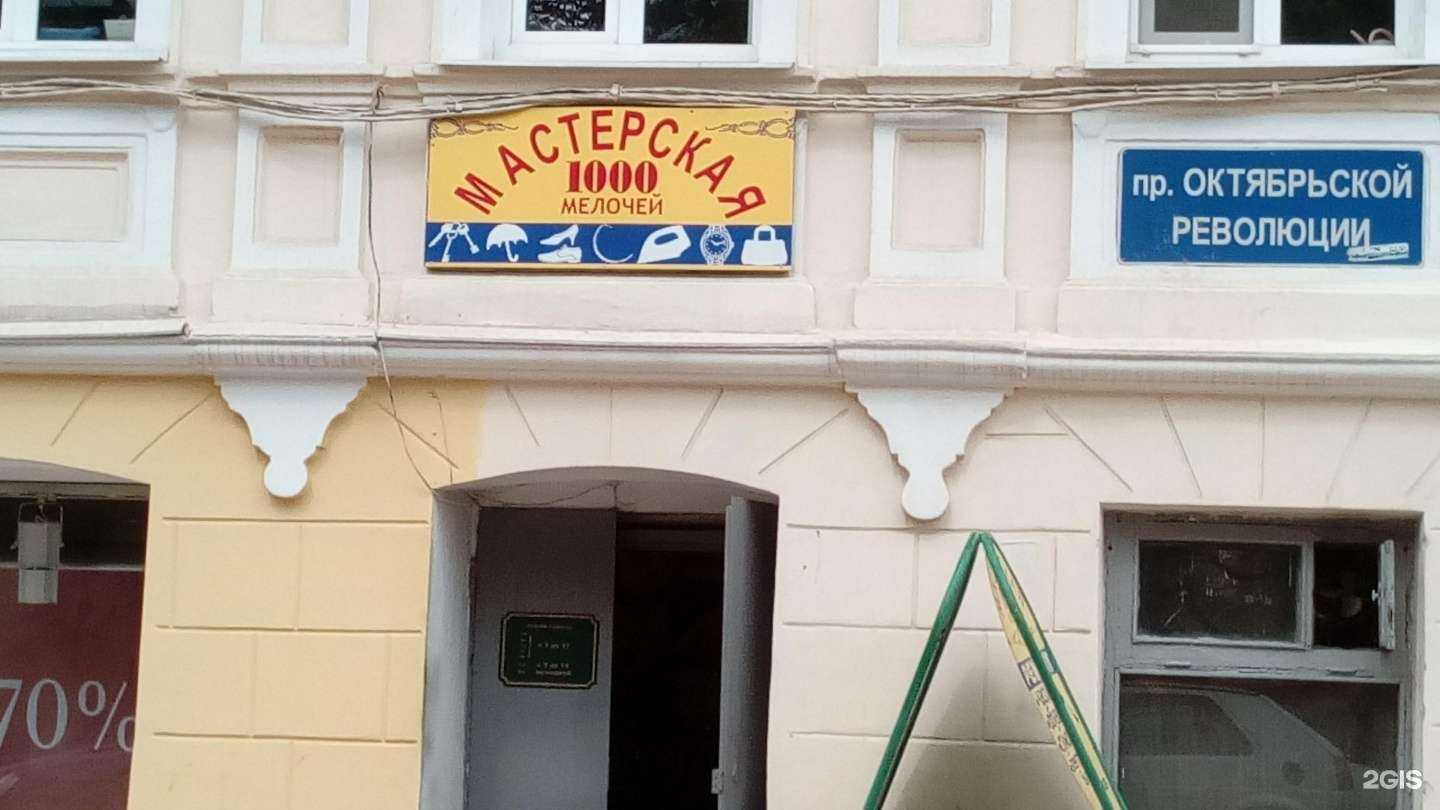 МАСТЕРСКАЯ
1000
МЕЛОЧЕЙ
пр. ОКТЯБРЬСКОЙ
РЕВОЛЮЦИИ
70%
2GIS